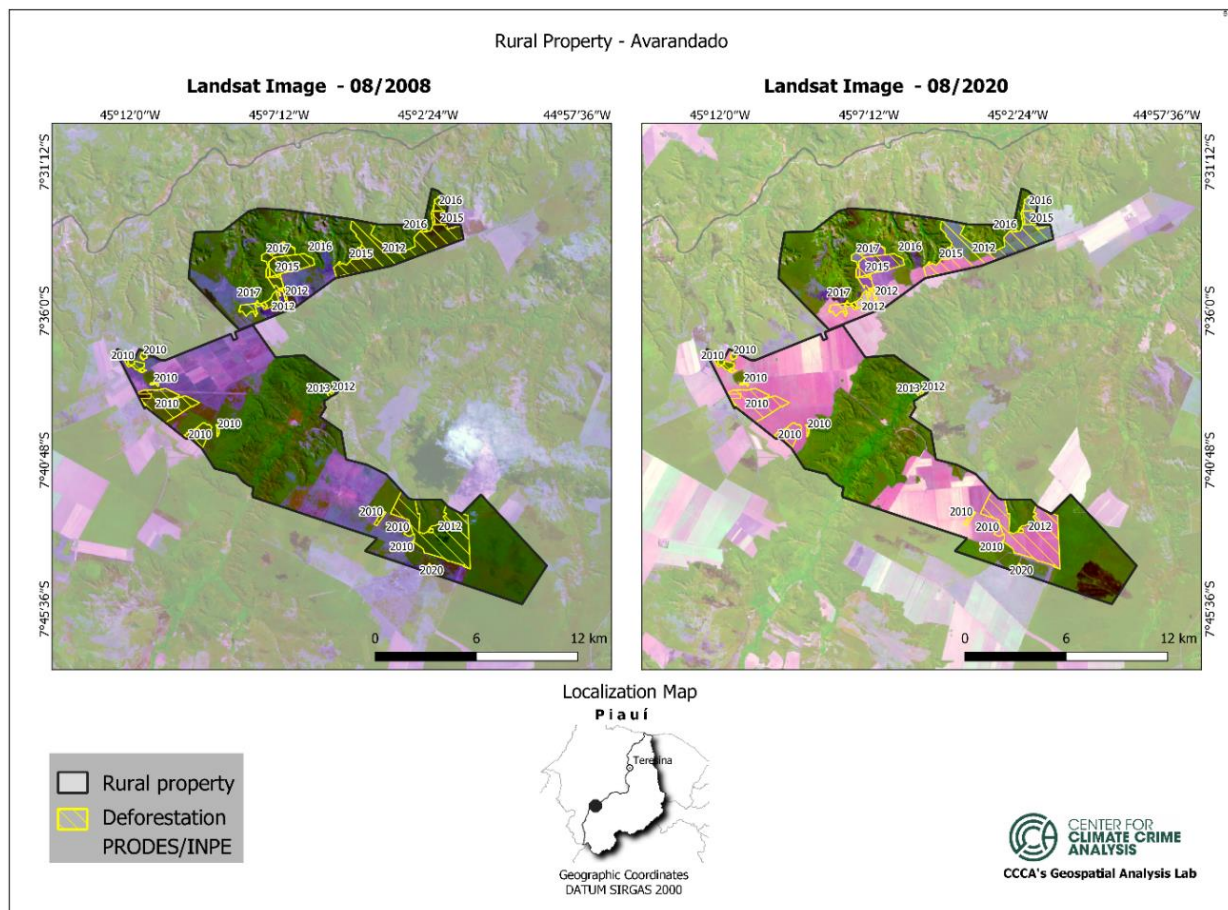 Rural Property - Avarandado
Landsat Image - 08/2008
45°12'0"W 45°7'12"W 45°2'24"W 44°57'36"W
7°31'12"S
7°36'0"S
7°40'48"S
7°45'36"S
2016
2016 2015
2017 2016 2012
2015 2015
2017 2012
2012
2010 2010
2010 2013 2012
2010
2010 2010
2010 2010 2012
2010
2020
0 6 12 km
Landsat Image - 08/2020
45°12'0"W 45°7'12"W 45°2'24"W 44°57'36"W
7°31'12"S
7°36'0"S
7°40'48"S
7°45'36"S
2016
2016 2015
2017 2016 2012
2015 2015
2017 2012
2012
2010 2010
2010 2013 2012
2010
2010 2010
2010 2010 2012
2010
2020
0 6 12 km
Localization Map
Piauí
Teresina
Geographic Coordinates
DATUM SIRGAS 2000
Rural property
Deforestation
PRODES/INPE
CENTER FOR
CLIMATE CRIME
ANALYSIS
CCCA's Geospatial Analysis Lab